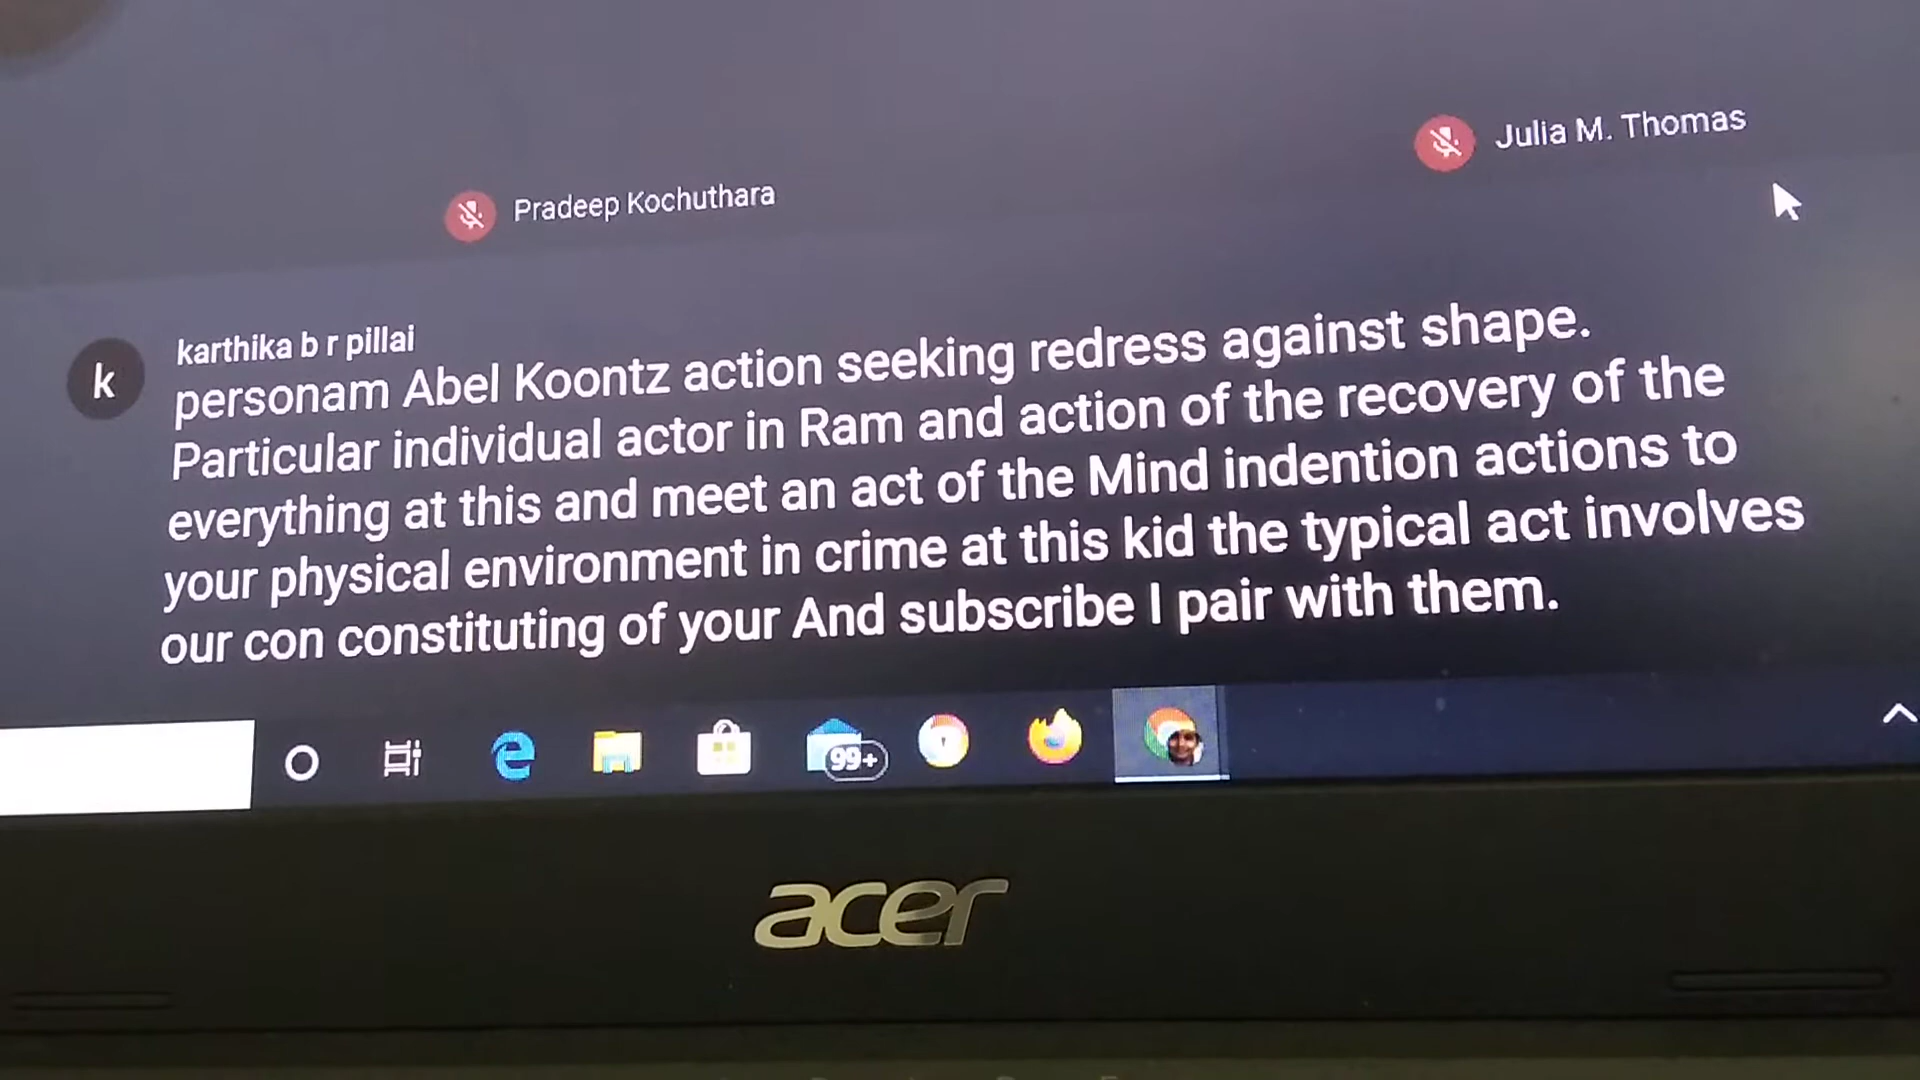 Julia M. Thomas
Pradeep Kochuthara
karthika b r pillai
k
personam Abel Koontz action seeking redress against shape.
Particular individual actor in Ram and action of the recovery of the
everything at this and meet an act of the Mind indention actions to
your physical environment in crime at this kid the typical act involves
our con constituting of your And subscribe I pair with them.
99+
acer